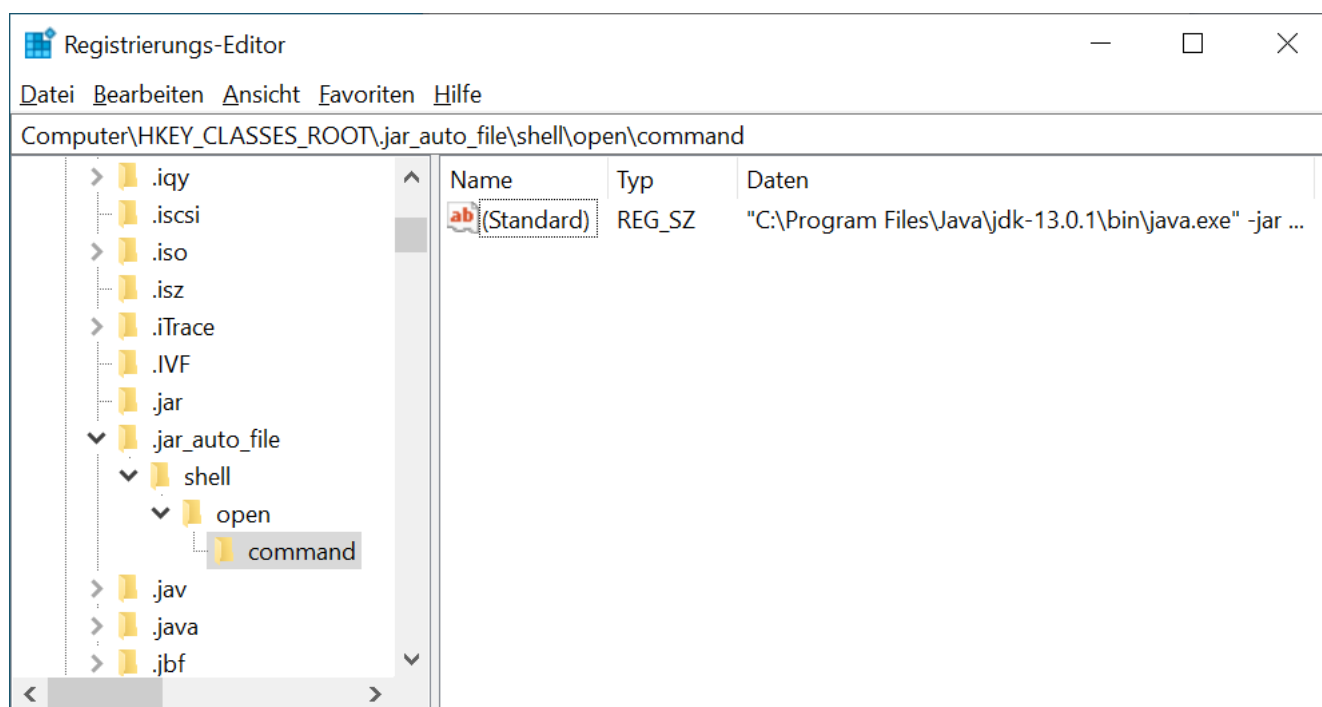 Registrierungs-Editor
Datei Bearbeiten Ansicht Favoriten Hilfe
Computer\HKEY_CLASSES_ROOT\.jar_auto_file\shell\open\command
.iqy
.iscsi
.iso
.isz
.iTrace
.IVF
.jar
.jar_auto_file
shell
open
command
.jav
.java
.jbf
Name Typ Daten
ab (Standard) REG_SZ "C:\Program Files\Java\jdk-13.0.1\bin\java.exe" -jar ...